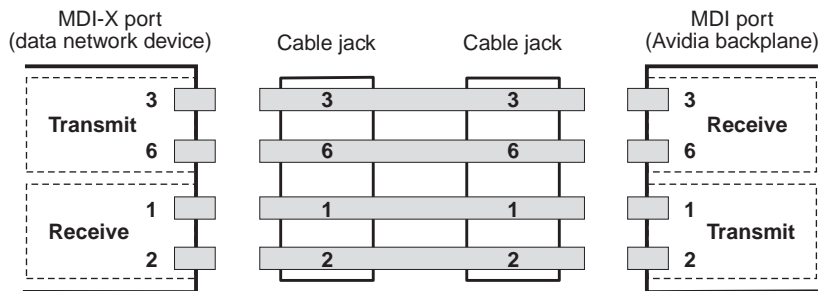 MDI-X port
(data network device)
Cable jack
Cable jack
MDI port
(Avidia backplane)
3 3 3 3
Transmit
Receive
6 6 6 6
1 1 1 1
Receive
Transmit
2 2 2 2